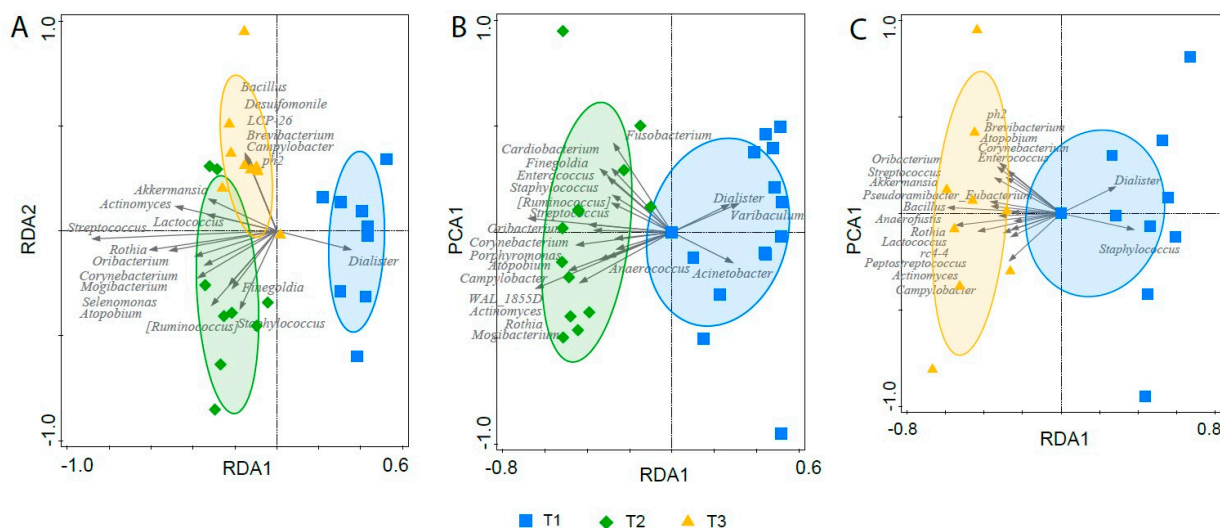 A
1.0
RDA2
-1.0
Bacillus
Desulfomonile
LCP-26
Brevibacterium
Campylobacter
ph2
Akkermansia
Actinomyces
Lactococcus
Streptococcus
Rothia
Oribacterium
Corynebacterium
Mogibacterium
Selenomonas
Atopobium
[Ruminococcus]
Staphylococcus
Finegoldia
Dialister
-1.0
RDA1
0.6
B
1.0
PCA1
-1.0
Fusobacterium
Cardiobacterium
Finegoldia
Enterococcus
Staphylococcus
[Ruminococcus]
Streptococcus
Oribacterium
Corynebacterium
Porphyromonas
Atopobium
Campylobacter
WAL_1855D
Actinomyces
Rothia
Mogibacterium
Anaerococcus
Dialister
Varibaculum
Acinetobacter
-0.8
RDA1
0.6
C
1.0
PCA1
-1.0
ph2
Brevibacterium
Atopobium
Corynebacterium
Enterococcus
Oribacterium
Streptococcus
Akkermansia
Pseudoramibacter_Eubacterium
Bacillus
Anaerofustis
Rothia
Lactococcus
rc4-4
Peptostreptococcus
Actinomyces
Campylobacter
Dialister
Staphylococcus
-0.8
RDA1
0.8
T1 T2 T3